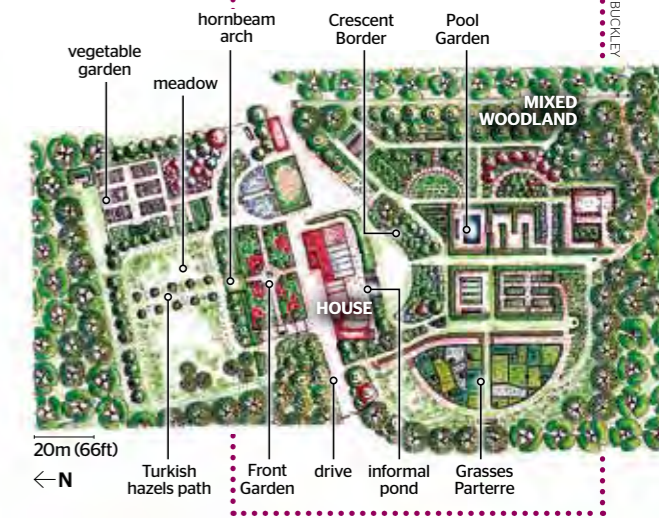 hornbeam
arch
Crescent
Border
Pool
Garden
BUCKLEY
vegetable
garden
meadow
MIXED
WOODLAND
HOUSE
20m (66ft)
←N
Turkish
hazels path
Front
Garden
drive
informal
pond
Grasses
Parterre